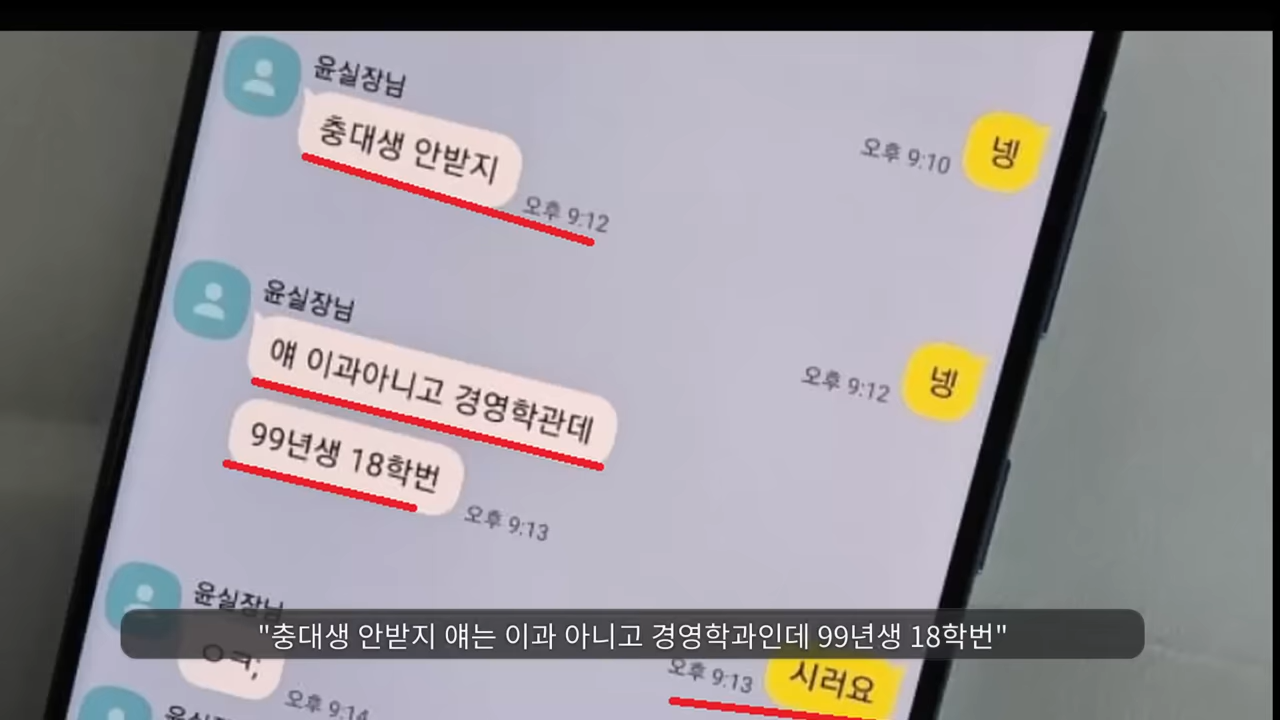 윤실장님
충대생 안받지
오후 9:12
오후 9:10
넹
윤실장님
얘 이과아니고 경영학관데
99년생 18학번
오후 9:13
오후 9:12
넹
윤실장님
ㅇㅋ;
오후 9:14
오후 9:13
시러요
"충대생 안받지 얘는 이과 아니고 경영학과인데 99년생 18학번"